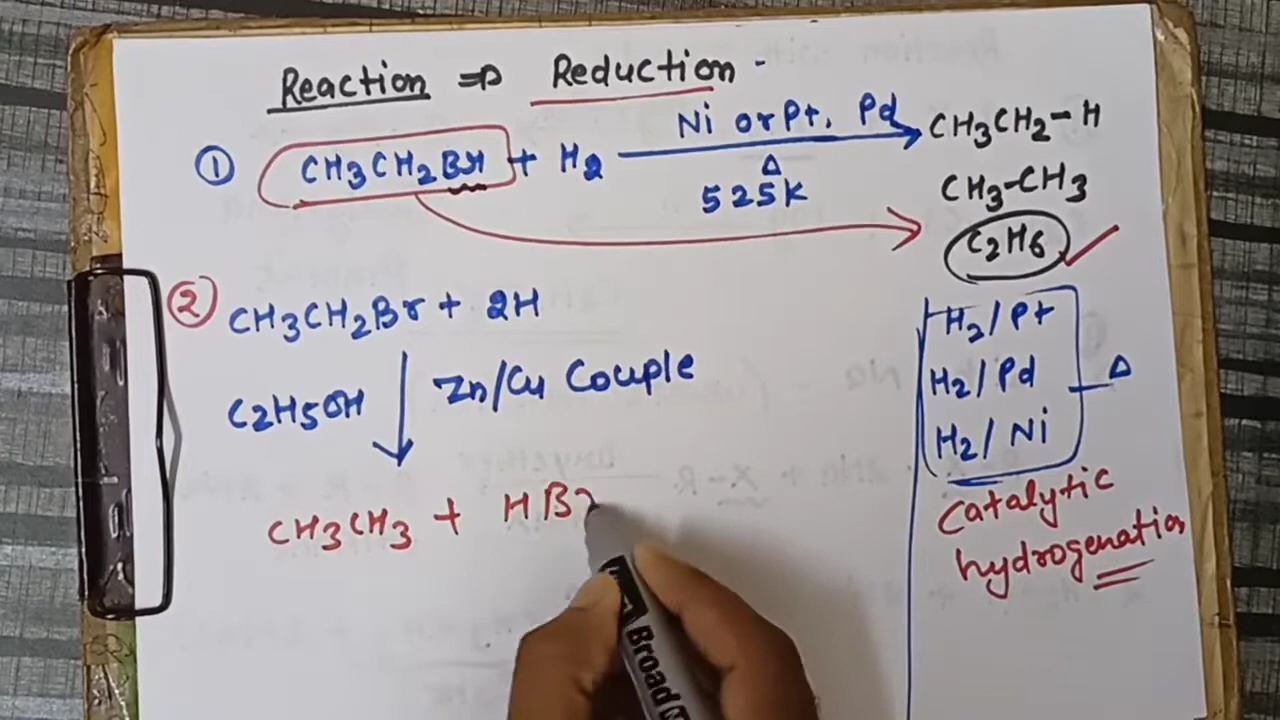 Reaction ⇒ Reduction -
① CH3CH2Br + H2 Ni or Pt, Pd CH3CH2-H
Δ
525K
CH3-CH3
C2H6
② CH3CH2Br + 2H
C2H5OH Zn/Cu Couple
CH3CH3 + HBr
H2/Pt
H2/Pd Δ
H2/Ni
Catalytic
hydrogenation
Broad